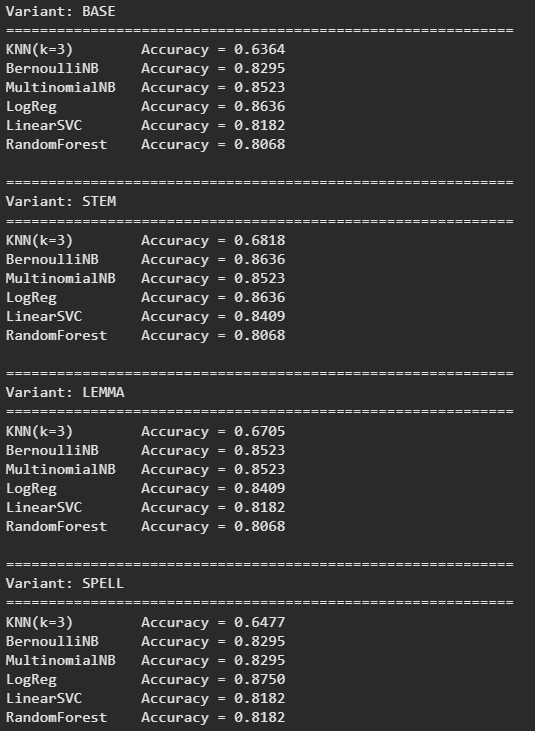 Variant: BASE
============================================================
KNN(k=3)        Accuracy = 0.6364
BernoulliNB     Accuracy = 0.8295
MultinomialNB   Accuracy = 0.8523
LogReg          Accuracy = 0.8636
LinearSVC       Accuracy = 0.8182
RandomForest    Accuracy = 0.8068

============================================================
Variant: STEM
============================================================
KNN(k=3)        Accuracy = 0.6818
BernoulliNB     Accuracy = 0.8636
MultinomialNB   Accuracy = 0.8523
LogReg          Accuracy = 0.8636
LinearSVC       Accuracy = 0.8409
RandomForest    Accuracy = 0.8068

============================================================
Variant: LEMMA
============================================================
KNN(k=3)        Accuracy = 0.6705
BernoulliNB     Accuracy = 0.8523
MultinomialNB   Accuracy = 0.8523
LogReg          Accuracy = 0.8409
LinearSVC       Accuracy = 0.8182
RandomForest    Accuracy = 0.8068

============================================================
Variant: SPELL
============================================================
KNN(k=3)        Accuracy = 0.6477
BernoulliNB     Accuracy = 0.8295
MultinomialNB   Accuracy = 0.8295
LogReg          Accuracy = 0.8750
LinearSVC       Accuracy = 0.8182
RandomForest    Accuracy = 0.8182